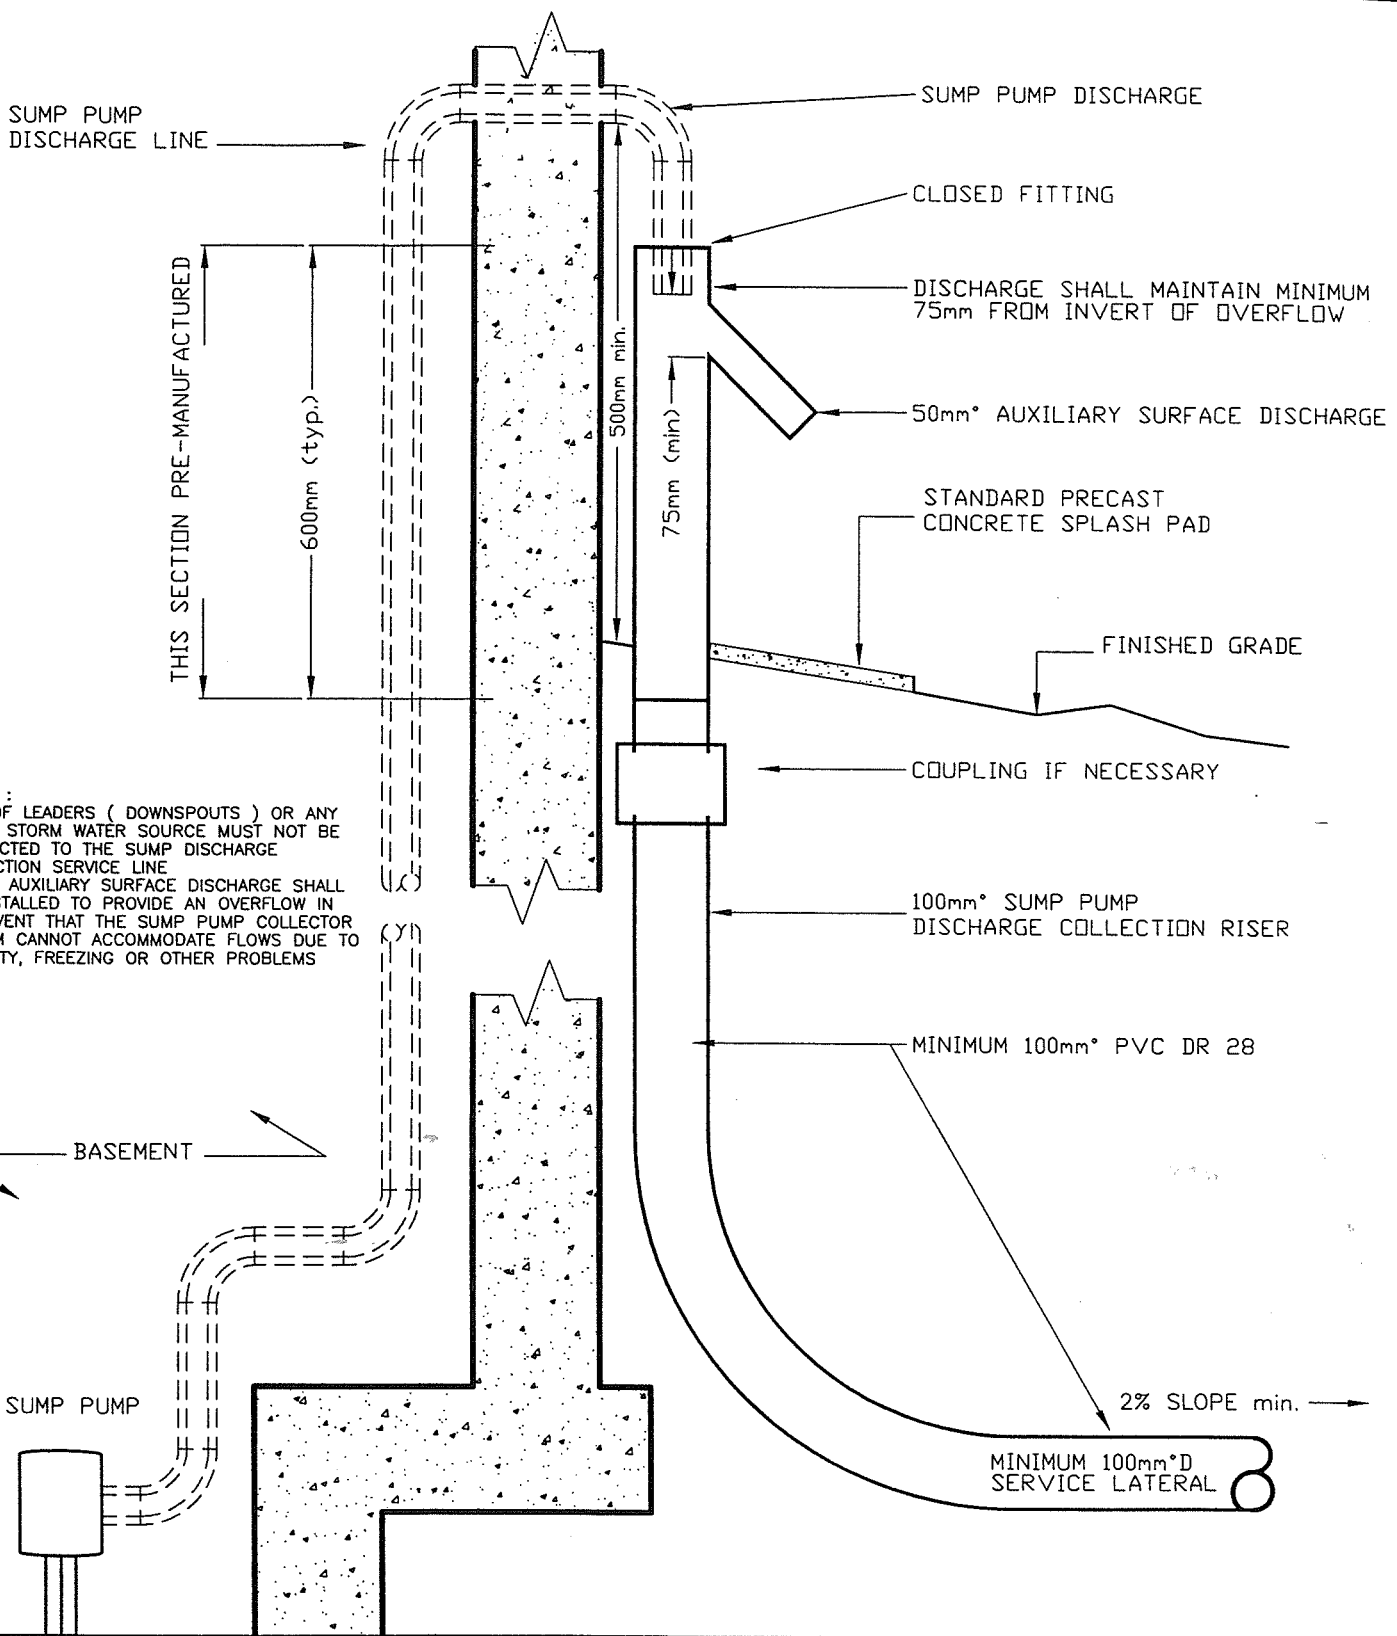 SUMP PUMP
DISCHARGE LINE
SUMP PUMP DISCHARGE
CLOSED FITTING
DISCHARGE SHALL MAINTAIN MINIMUM
75mm FROM INVERT OF OVERFLOW
THIS SECTION PRE-MANUFACTURED
600mm (typ.)
500mm min.
75mm (min)
50mm° AUXILIARY SURFACE DISCHARGE
STANDARD PRECAST
CONCRETE SPLASH PAD
FINISHED GRADE
COUPLING IF NECESSARY
:
OF LEADERS ( DOWNSPOUTS ) OR ANY
STORM WATER SOURCE MUST NOT BE
CTED TO THE SUMP DISCHARGE
CTION SERVICE LINE
AUXILIARY SURFACE DISCHARGE SHALL
STALLED TO PROVIDE AN OVERFLOW IN
VENT THAT THE SUMP PUMP COLLECTOR
M CANNOT ACCOMMODATE FLOWS DUE TO
TY, FREEZING OR OTHER PROBLEMS
100mm° SUMP PUMP
DISCHARGE COLLECTION RISER
MINIMUM 100mm° PVC DR 28
BASEMENT
SUMP PUMP
2% SLOPE min.
MINIMUM 100mm°D
SERVICE LATERAL